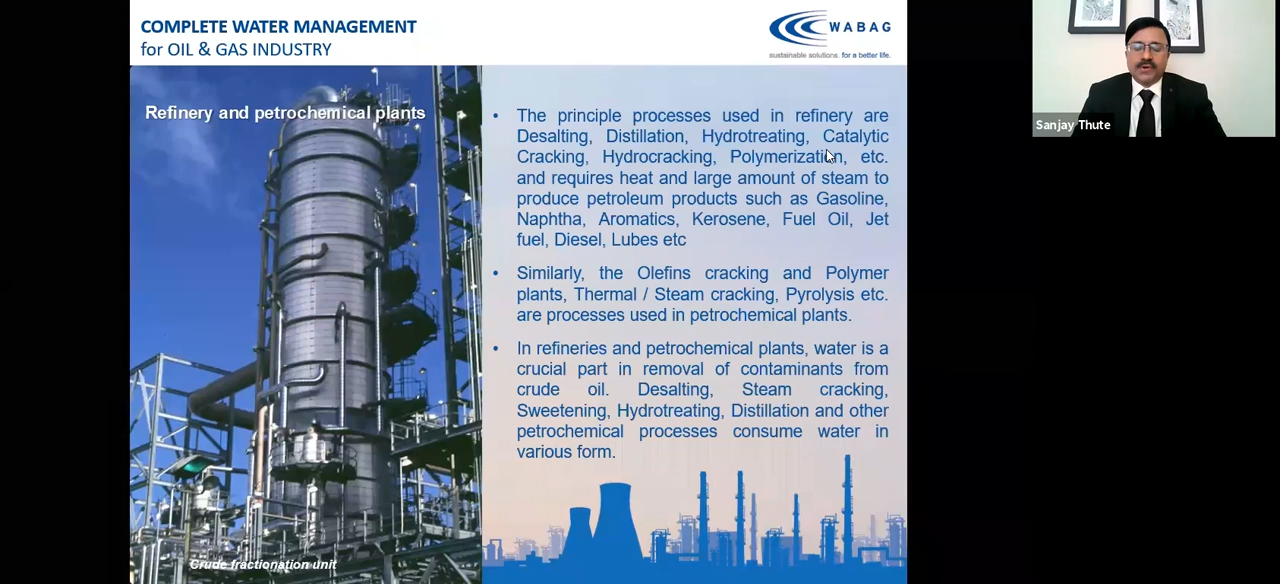 COMPLETE WATER MANAGEMENT
for OIL & GAS INDUSTRY
WABAG
sustainable solutions. for a better life.
Refinery and petrochemical plants
• The principle processes used in refinery are
Desalting, Distillation, Hydrotreating, Catalytic
Cracking, Hydrocracking, Polymerization, etc.
and requires heat and large amount of steam to
produce petroleum products such as Gasoline,
Naphtha, Aromatics, Kerosene, Fuel Oil, Jet
fuel, Diesel, Lubes etc
• Similarly, the Olefins cracking and Polymer
plants, Thermal / Steam cracking, Pyrolysis etc.
are processes used in petrochemical plants.
• In refineries and petrochemical plants, water is a
crucial part in removal of contaminants from
crude oil. Desalting, Steam cracking,
Sweetening, Hydrotreating, Distillation and other
petrochemical processes consume water in
various form.
Crude fractionation unit
Sanjay Thute